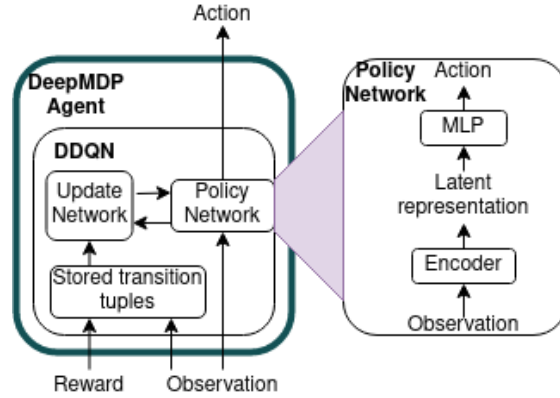 Action
DeepMDP
Agent
DDQN
Update
Network
Policy
Network
Stored transition
tuples
Reward
Observation
Policy
Network
Action
MLP
Latent
representation
Encoder
Observation